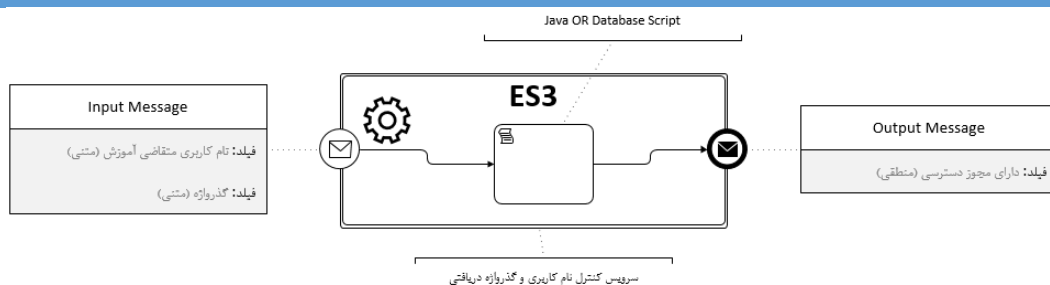 Java OR Database Script
ES3
Input Message
فیلد: نام کاربری متقاضی آموزش (متنی)
فیلد: گذرواژه (متنی)
Output Message
فیلد: دارای مجوز دسترسی (منطقی)
سرویس کنترل نام کاربری و گذرواژه دریافتی